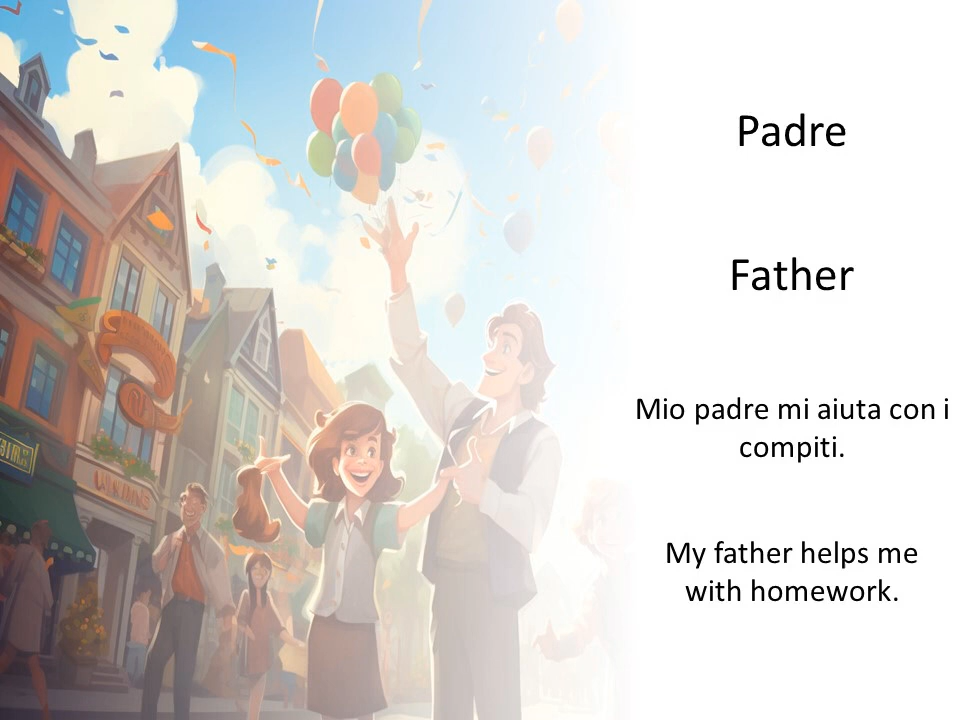 Padre
Father
Mio padre mi aiuta con i
compiti.
My father helps me
with homework.